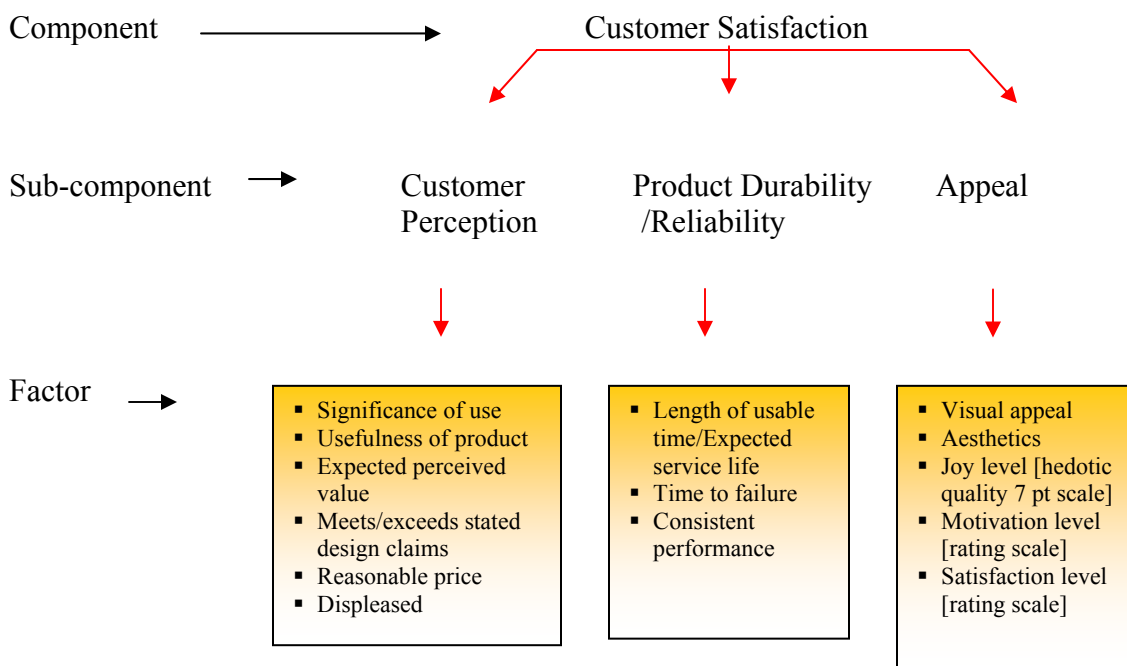 Component
Customer Satisfaction
Sub-component
Customer
Perception
Product Durability
/Reliability
Appeal
Factor
▪ Significance of use
▪ Usefulness of product
▪ Expected perceived
value
▪ Meets/exceeds stated
design claims
▪ Reasonable price
▪ Displeased
▪ Length of usable
time/Expected
service life
▪ Time to failure
▪ Consistent
performance
▪ Visual appeal
▪ Aesthetics
▪ Joy level [hedotic
quality 7 pt scale]
▪ Motivation level
[rating scale]
▪ Satisfaction level
[rating scale]